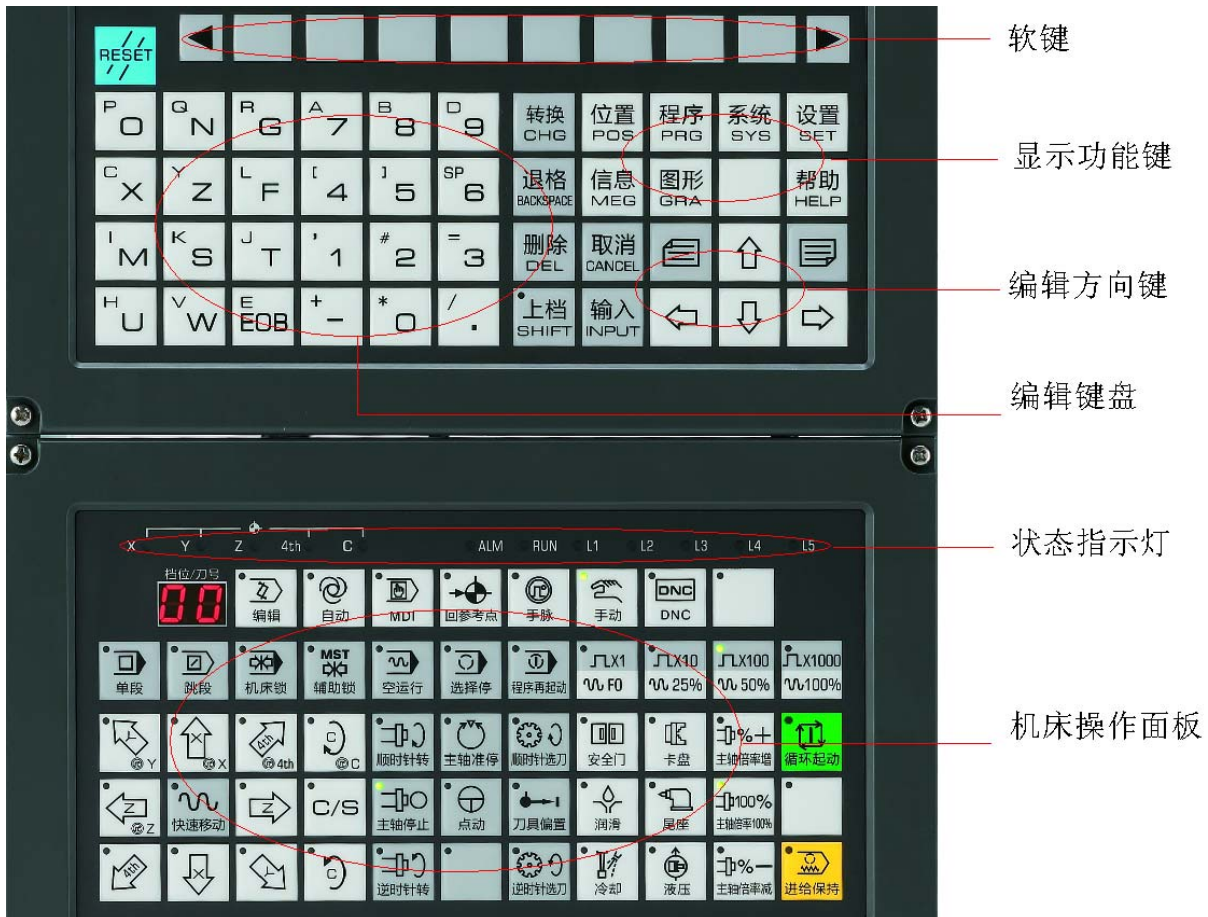 RESET
软键
P O Q N R G A 7 B 8 D 9 转换 CHG 位置 POS 程序 PRG 系统 SYS 设置 SET
显示功能键
C X Y Z L F [ 4 ] 5 SP 6 退格 BACKSPACE 信息 MEG 图形 GRA 帮助 HELP
I M K S J T , 1 # 2 = 3 删除 DEL 取消 CANCEL
编辑方向键
H U V W E EOB + - * 0 / . 上档 SHIFT 输入 INPUT
编辑键盘
X Y Z 4th C ALM RUN L1 L2 L3 L4 L5
状态指示灯
档位/刀号
00 编辑 自动 MDI 回参考点 手脉 手动 DNC DNC
单段 跳段 机床锁 MST 辅助锁 空运行 选择停 程序再起动 X1 F0 X10 25% X100 50% X1000 100%
机床操作面板
Y X 4th 4th C C 顺时针转 主轴准停 顺时针选刀 安全门 卡盘 %+ 主轴倍率增 循环起动
Z Z 快速移动 Z C/S 主轴停止 点动 刀具偏置 润滑 尾座 100% 主轴倍率100%
4th X Y C 逆时针转 逆时针选刀 冷却 液压 %- 主轴倍率减 进给保持